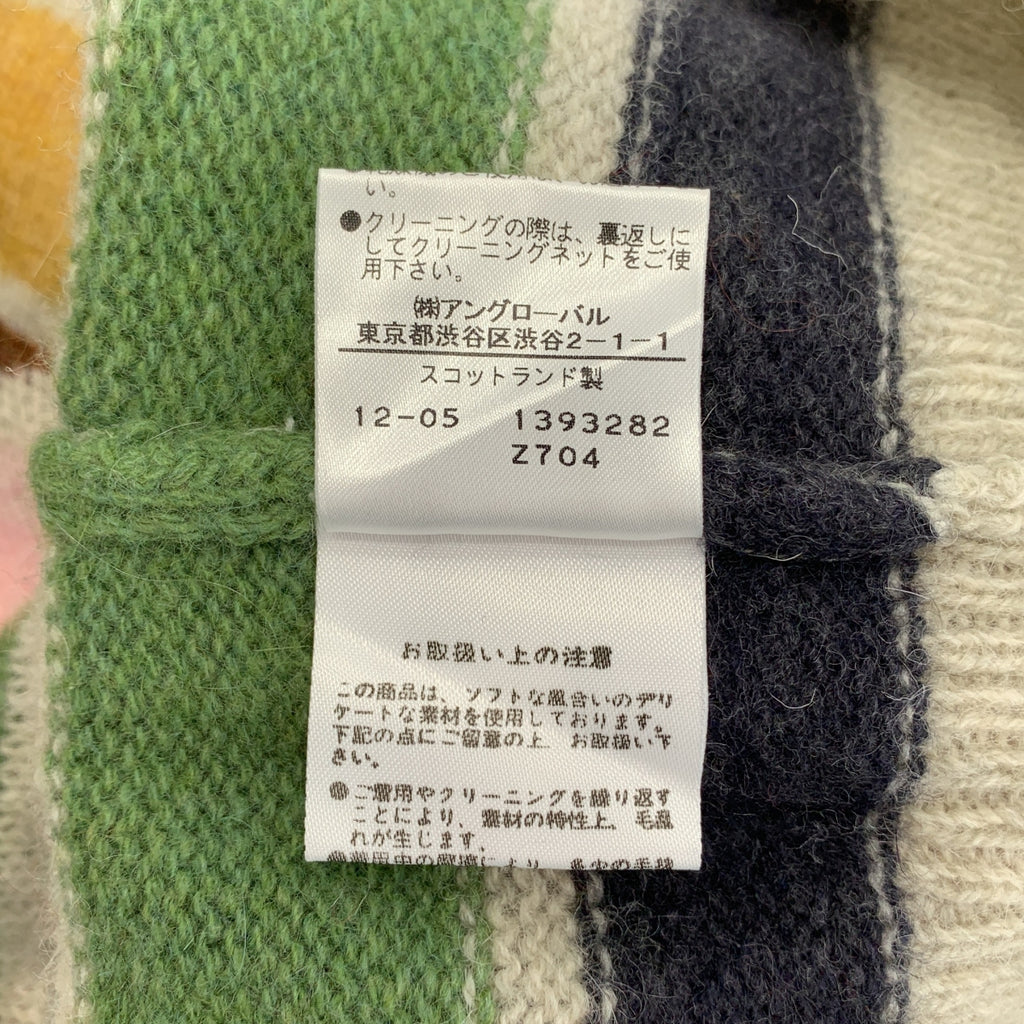 い。
●クリーニングの際は、裏返しに
してクリーニングネットをご使
用下さい。
㈱アングローバル
東京都渋谷区渋谷2-1-1
スコットランド製
12-05 1393282
Z704
お取扱い上の注意
この商品は、ソフトな風合いのデリ
ケートな素材を使用しております。
下記の点にご留意の上、お取扱い下
さい。
●ご着用やクリーニングを繰り返す
ことにより、素材の特性上、毛乱
れが生じます。